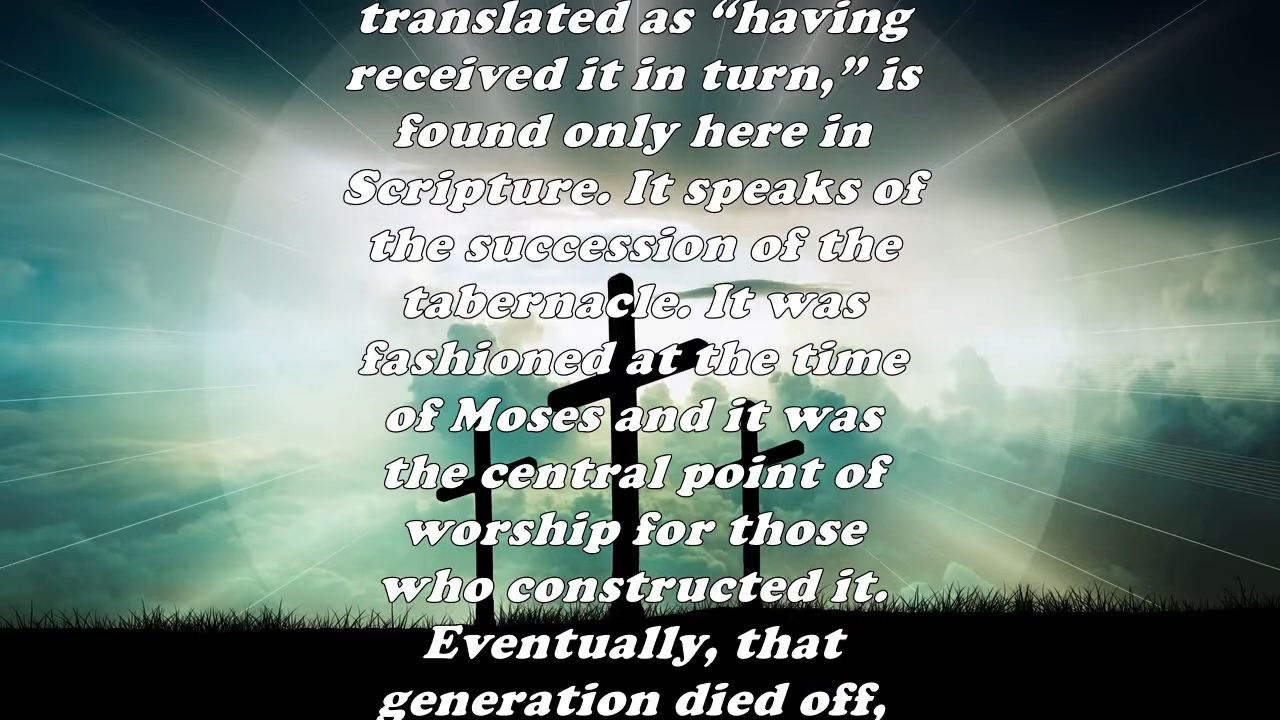 translated as “having
received it in turn,” is
found only here in
Scripture. It speaks of
the succession of the
tabernacle. It was
fashioned at the time
of Moses and it was
the central point of
worship for those
who constructed it.
Eventually, that
generation died off,